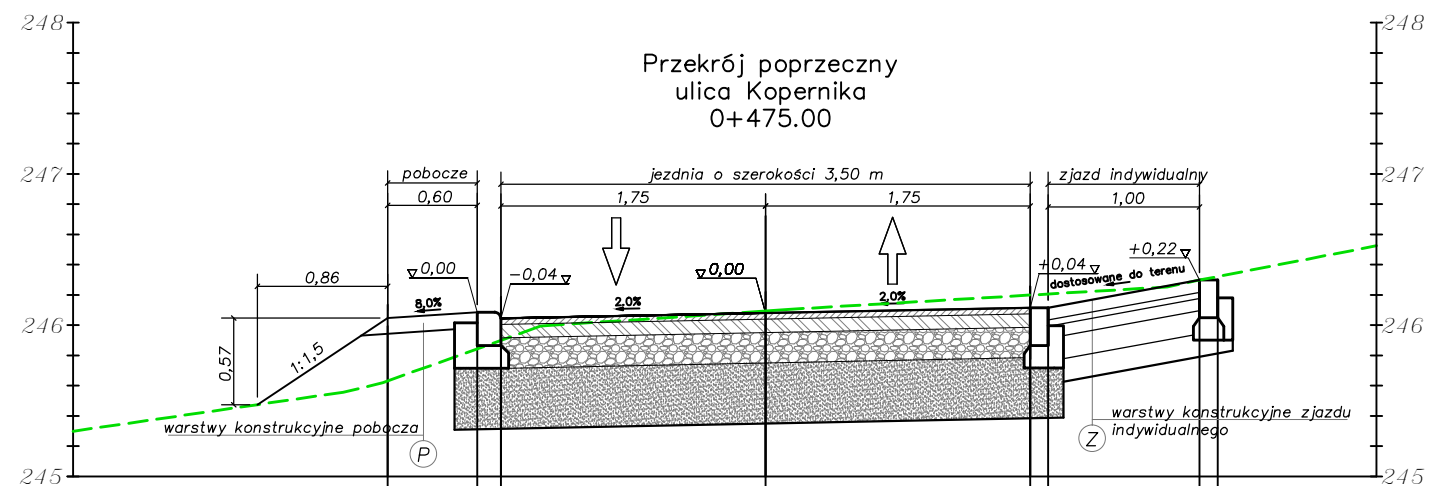 248
248
Przekrój poprzeczny
ulica Kopernika
0+475.00
247
pobocze
jezdnia o szerokości 3,50 m
zjazd indywidualny
247
0,60
1,75
1,75
1,00
0,86
0,00
-0,04
0,00
+0,04
+0,22
dostosowane do terenu
8,0%
2,0%
2,0%
246
246
0,57
1:1,5
warstwy konstrukcyjne pobocza
P
Z
warstwy konstrukcyjne zjazdu
indywidualnego
245
245